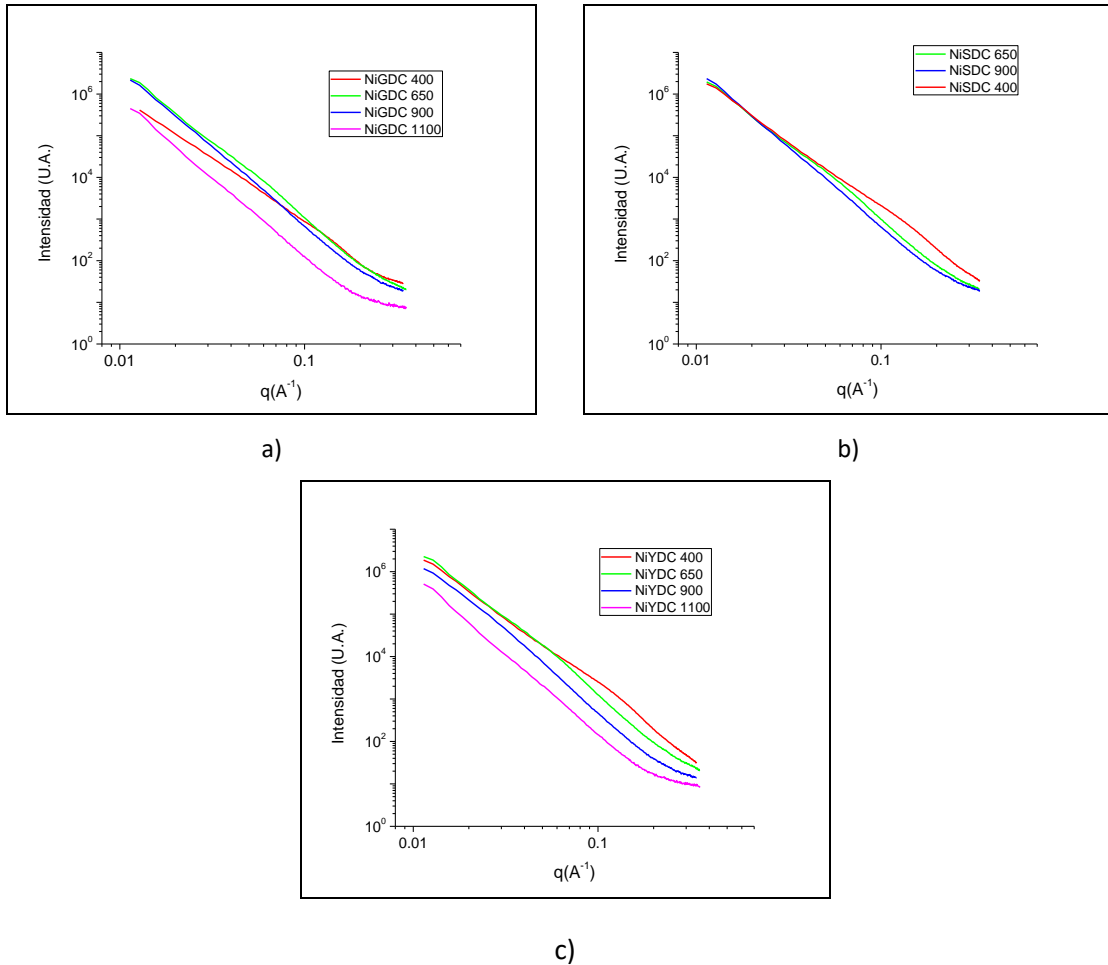 NiGDC 400
NiGDC 650
NiGDC 900
NiGDC 1100
10^6
10^4
10^2
10^0
Intensidad (U.A.)
0.01 0.1
q(A^-1)
a)
NiSDC 650
NiSDC 900
NiSDC 400
10^6
10^4
10^2
10^0
Intensidad (U.A.)
0.01 0.1
q(A^-1)
b)
NiYDC 400
NiYDC 650
NiYDC 900
NiYDC 1100
10^6
10^4
10^2
10^0
Intensidad (U.A.)
0.01 0.1
q(A^-1)
c)